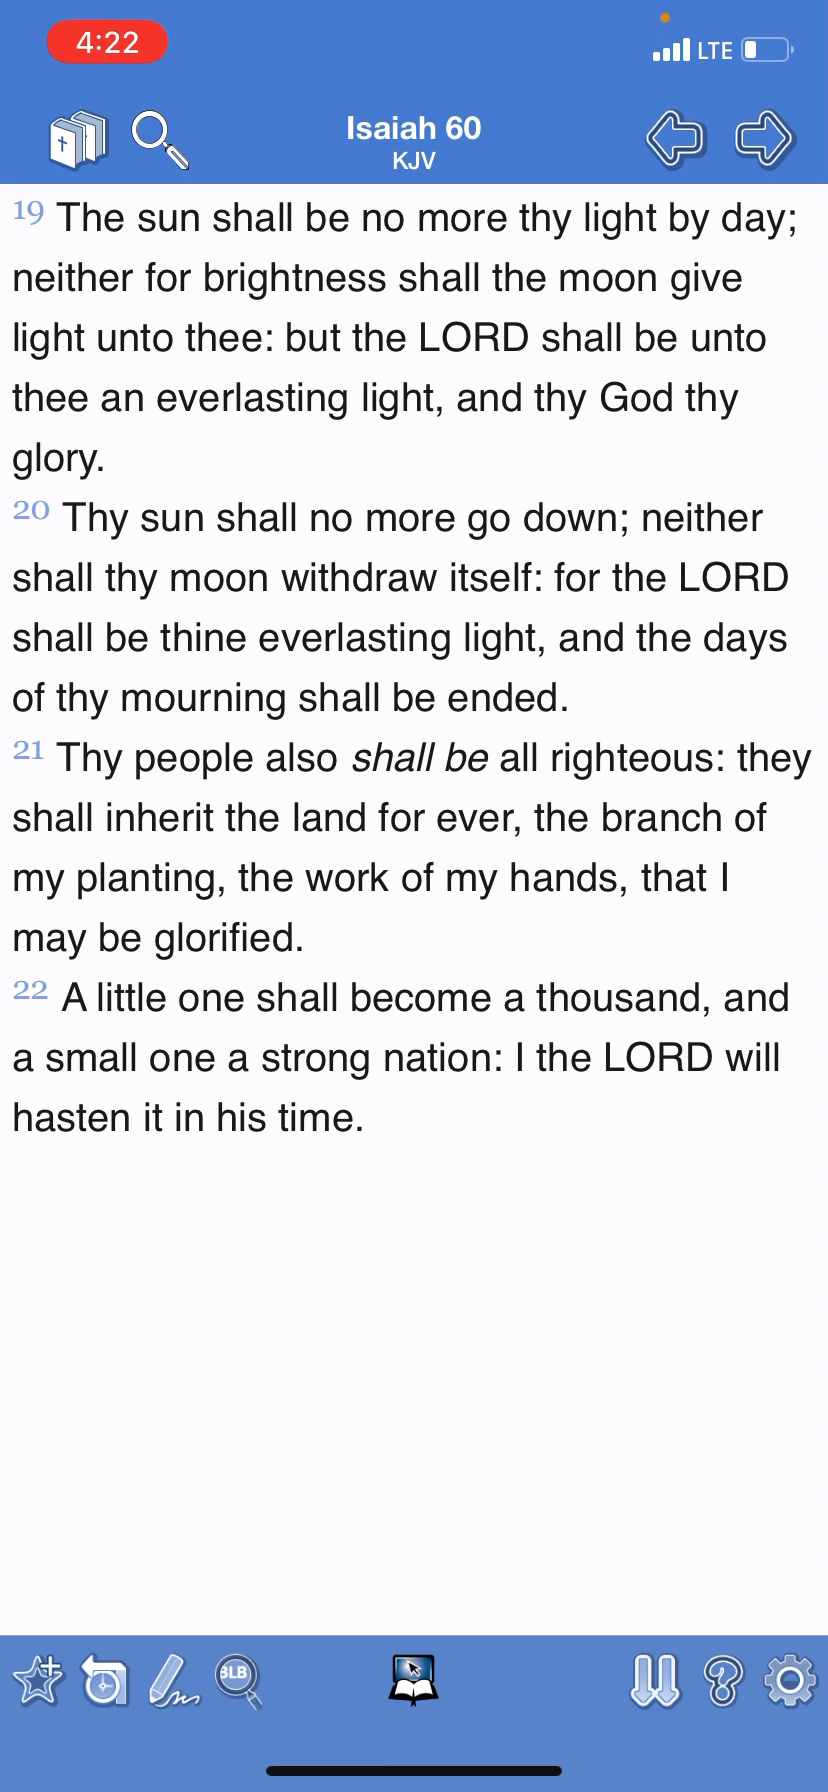 4:22
LTE
Isaiah 60
KJV
19 The sun shall be no more thy light by day;
neither for brightness shall the moon give
light unto thee: but the LORD shall be unto
thee an everlasting light, and thy God thy
glory.
20 Thy sun shall no more go down; neither
shall thy moon withdraw itself: for the LORD
shall be thine everlasting light, and the days
of thy mourning shall be ended.
21 Thy people also shall be all righteous: they
shall inherit the land for ever, the branch of
my planting, the work of my hands, that I
may be glorified.
22 A little one shall become a thousand, and
a small one a strong nation: I the LORD will
hasten it in his time.
BLB